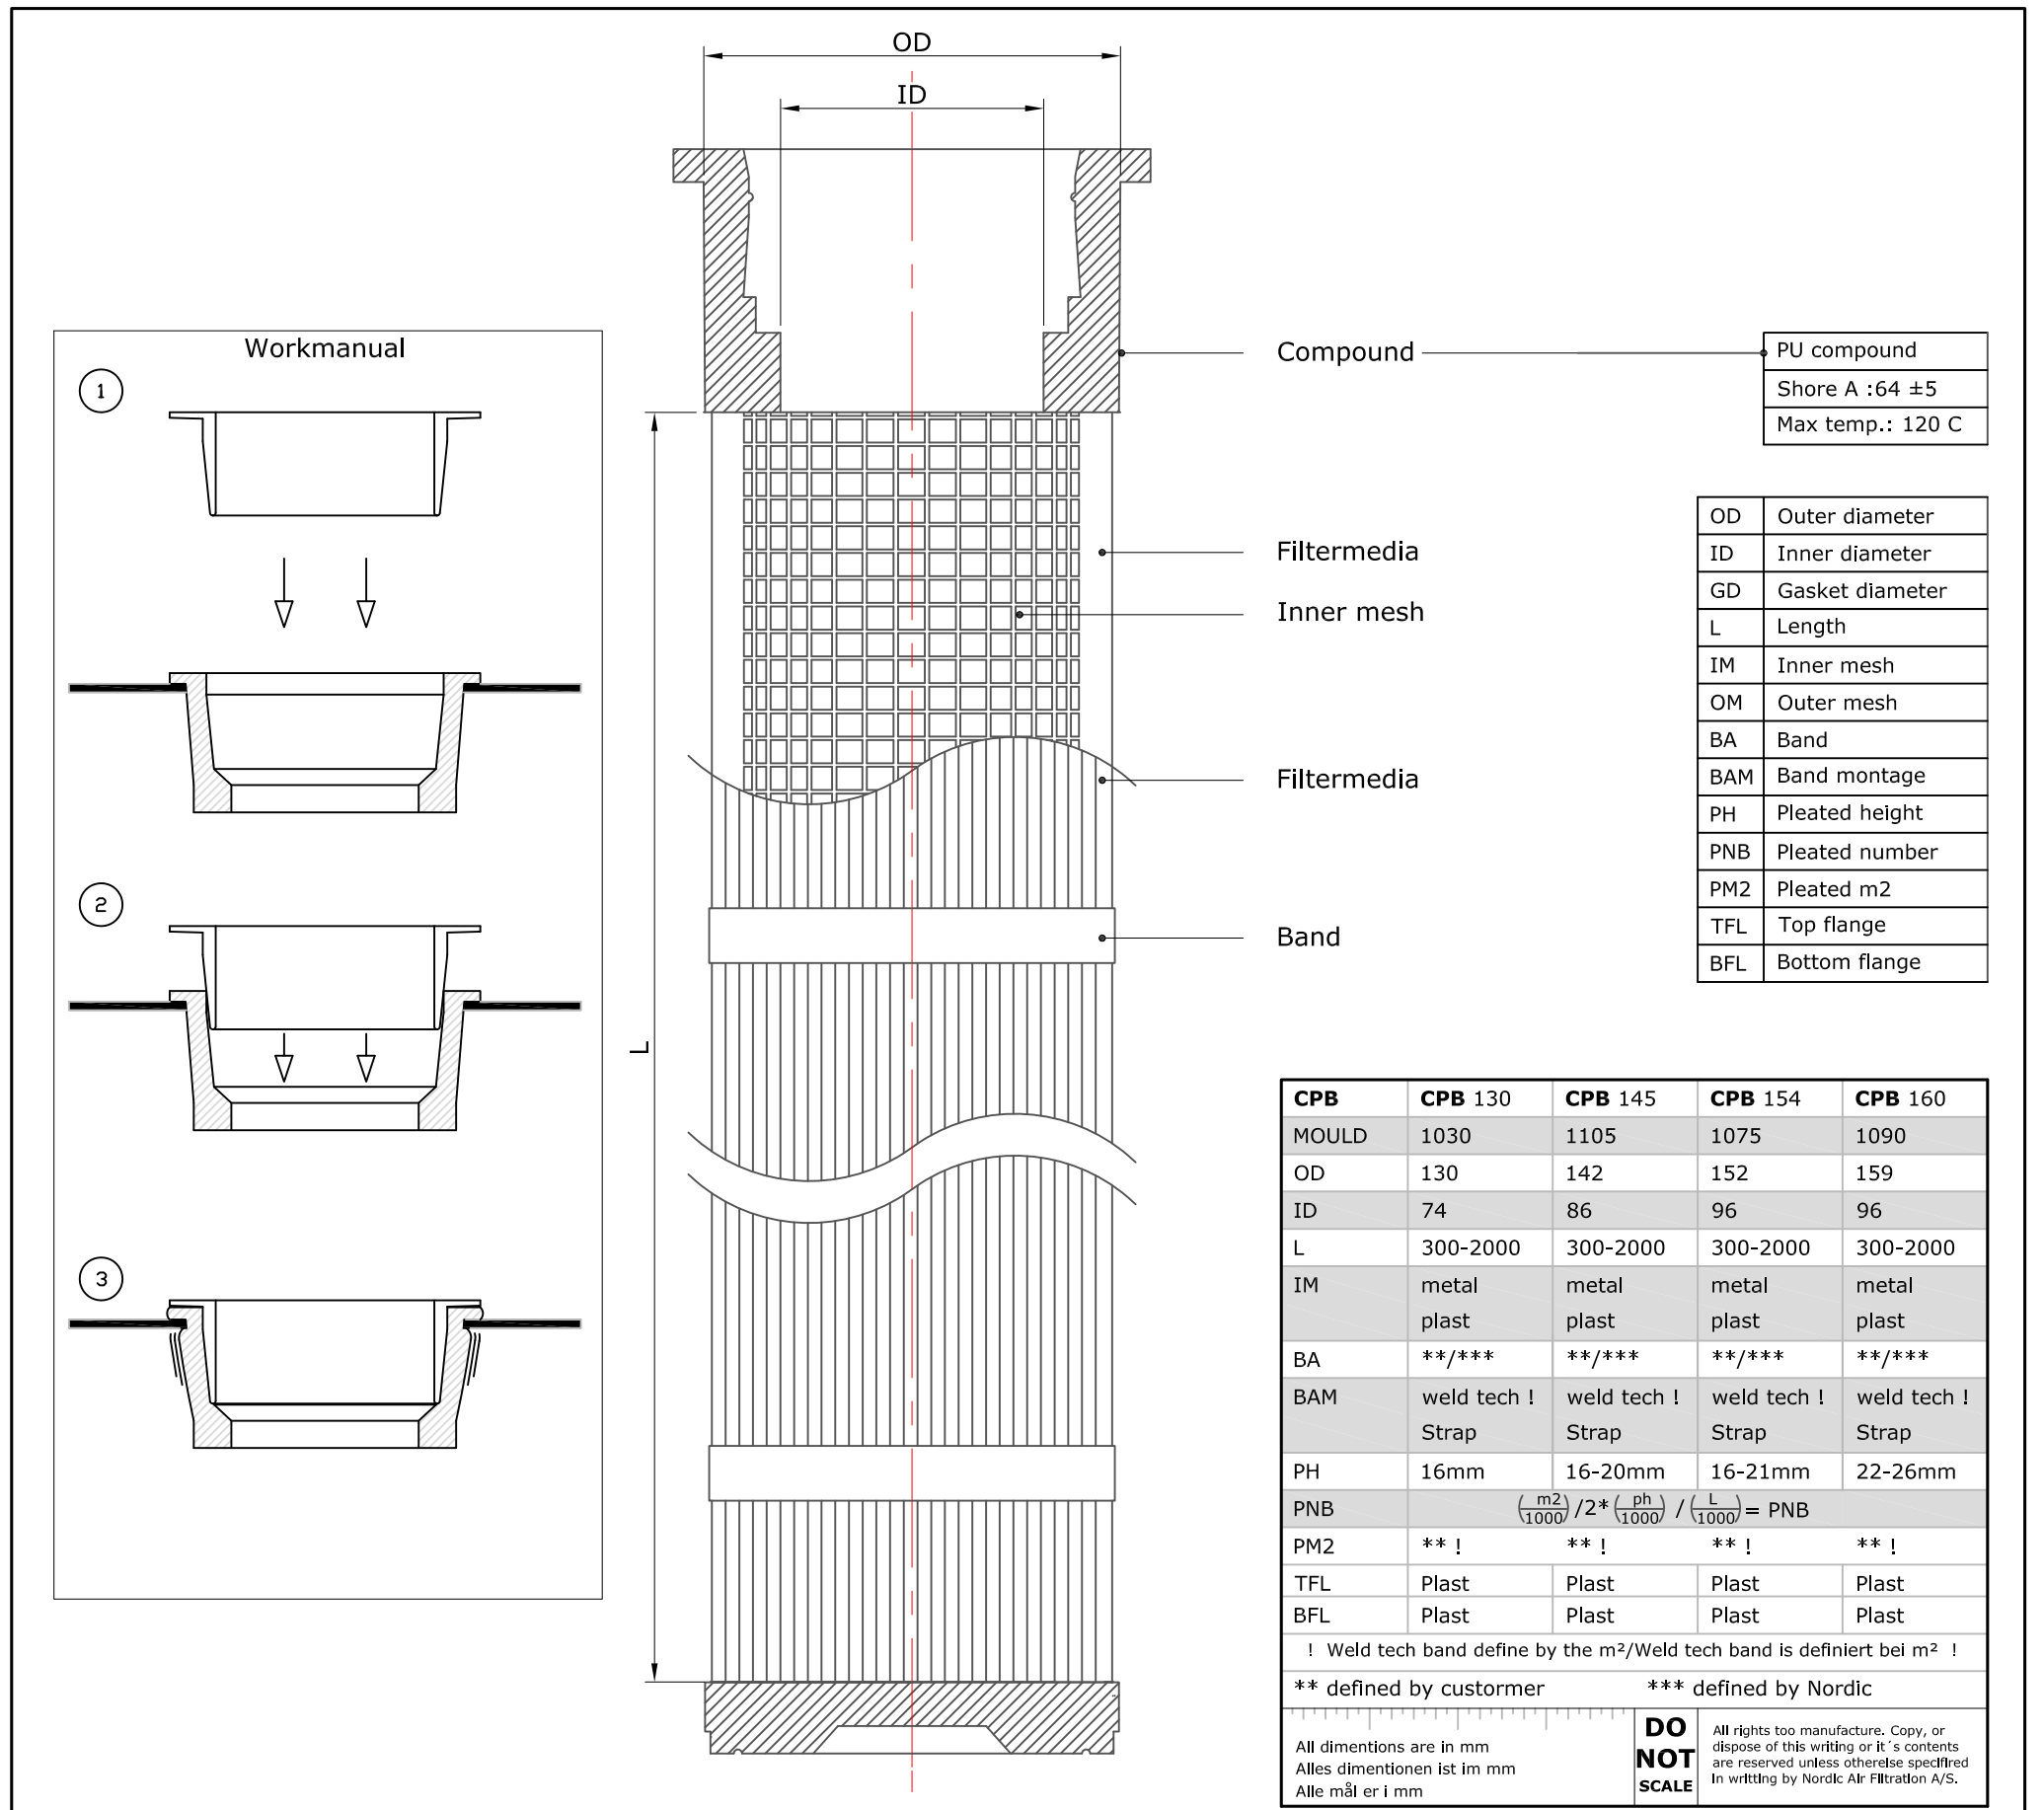 OD
ID
Workmanual
1
2
3
L
Compound
Filtermedia
Inner mesh
Filtermedia
Band
PU compound
Shore A :64 ±5
Max temp.: 120 C
OD Outer diameter
ID Inner diameter
GD Gasket diameter
L Length
IM Inner mesh
OM Outer mesh
BA Band
BAM Band montage
PH Pleated height
PNB Pleated number
PM2 Pleated m2
TFL Top flange
BFL Bottom flange
CPB CPB 130 CPB 145 CPB 154 CPB 160
MOULD 1030 1105 1075 1090
OD 130 142 152 159
ID 74 86 96 96
L 300-2000 300-2000 300-2000 300-2000
IM metal metal metal metal
plast plast plast plast
BA **/*** **/*** **/*** **/***
BAM weld tech ! weld tech ! weld tech ! weld tech !
Strap Strap Strap Strap
PH 16mm 16-20mm 16-21mm 22-26mm
PNB (m2/1000) /2* (ph/1000) / (L/1000) = PNB
PM2 ** ! ** ! ** ! ** !
TFL Plast Plast Plast Plast
BFL Plast Plast Plast Plast
! Weld tech band define by the m²/Weld tech band is definiert bei m² !
** defined by custormer *** defined by Nordic
All dimentions are in mm
Alles dimentionen ist im mm
Alle mål er i mm
DO
NOT
SCALE
All rights too manufacture. Copy, or
dispose of this writing or it´s contents
are reserved unless othereise specifired
in writting by Nordic Air Filtration A/S.